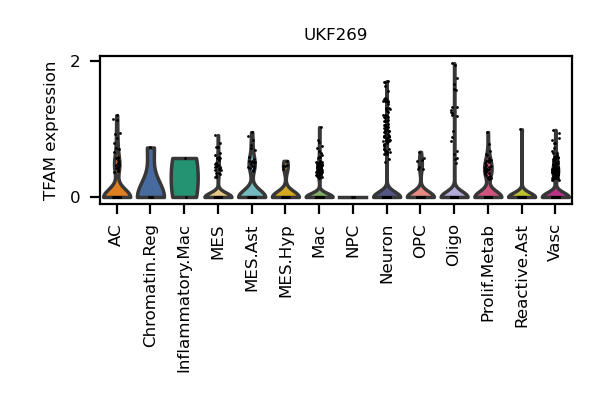 UKF269
TFAM expression
2
0
AC
Chromatin.Reg
Inflammatory.Mac
MES
MES.Ast
MES.Hyp
Mac
NPC
Neuron
OPC
Oligo
Prolif.Metab
Reactive.Ast
Vasc